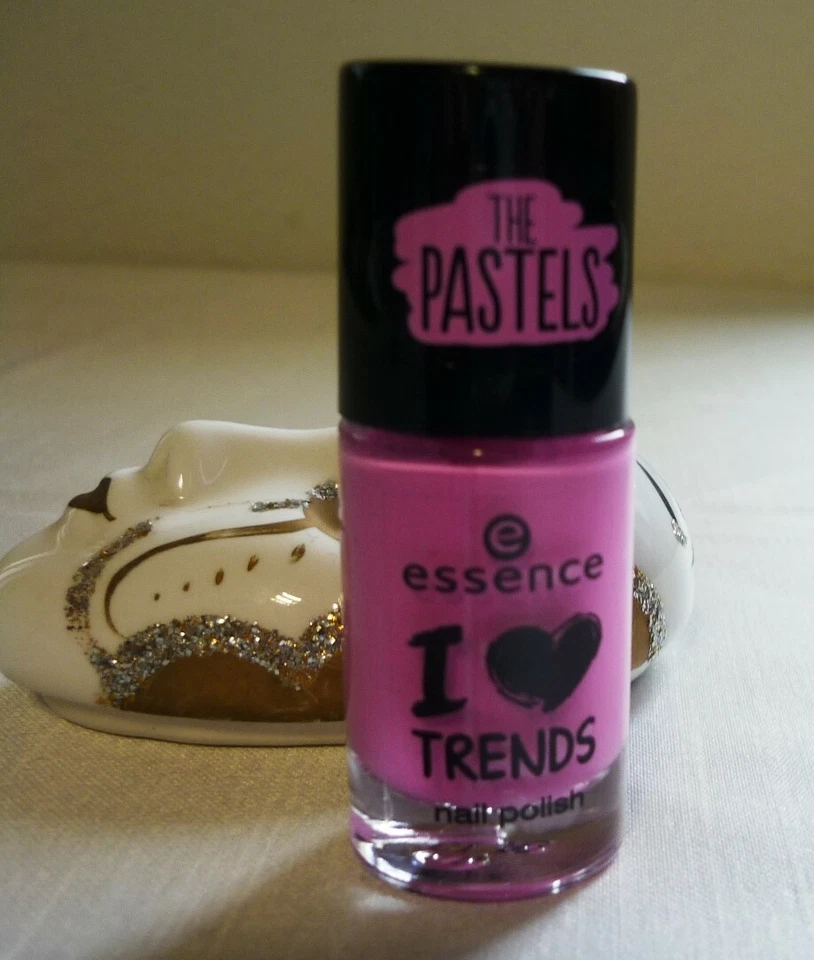 THE
PASTELS
e
essence
I ♥
TRENDS
nail polish